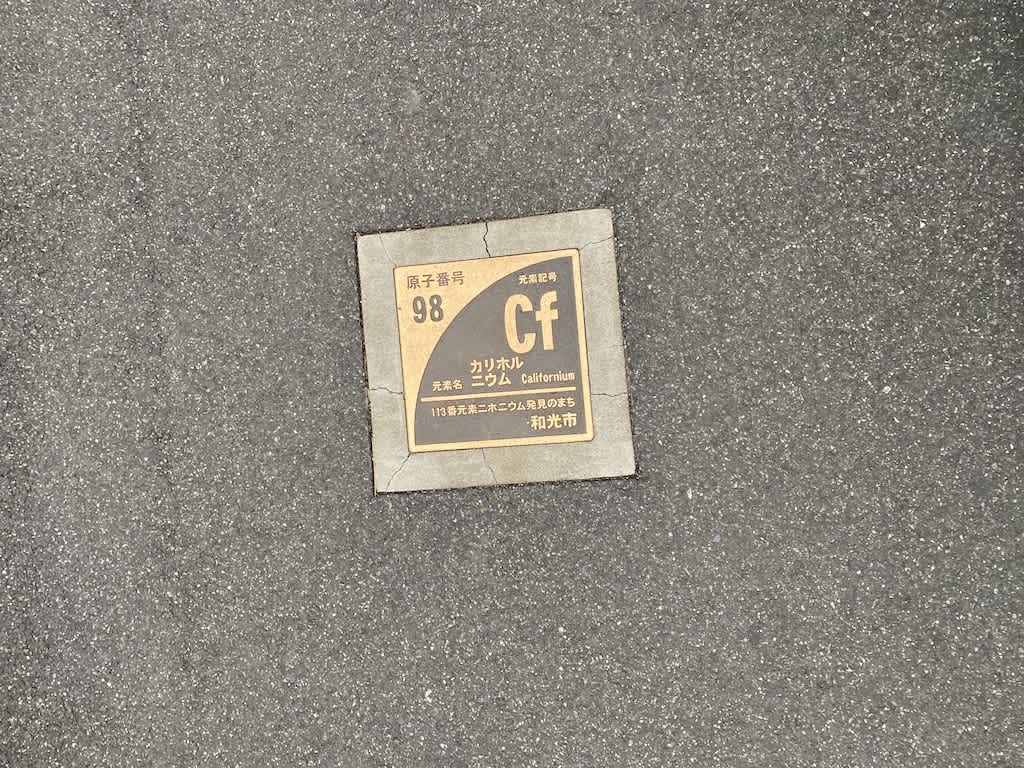 原子番号
98
元素記号
Cf
元素名 カリホル
ニウム Californium
113番元素ニホニウム発見のまち
和光市